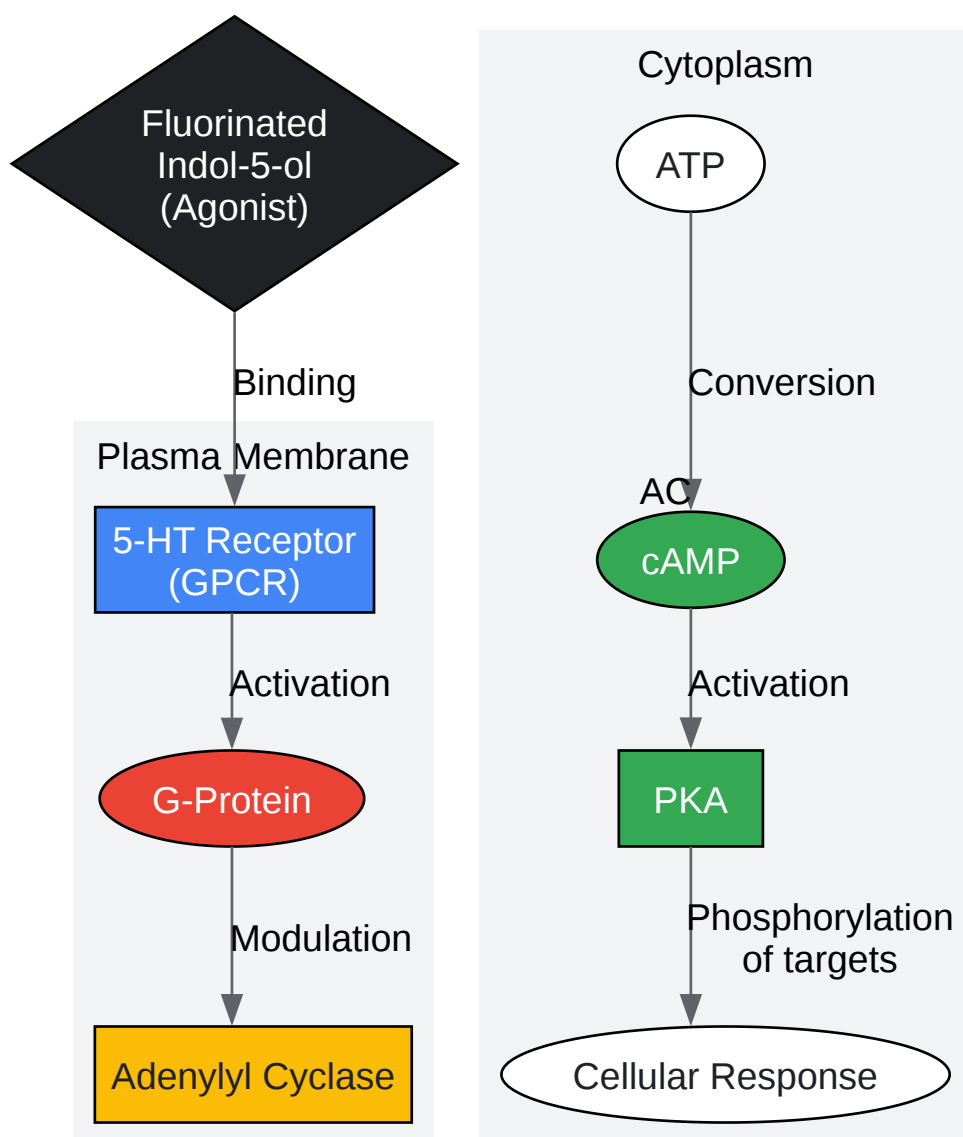 Fluorinated
Indol-5-ol
(Agonist)
Binding
Plasma Membrane
5-HT Receptor
(GPCR)
Activation
G-Protein
Modulation
Adenylyl Cyclase
Cytoplasm
ATP
Conversion
AC
cAMP
Activation
PKA
Phosphorylation
of targets
Cellular Response